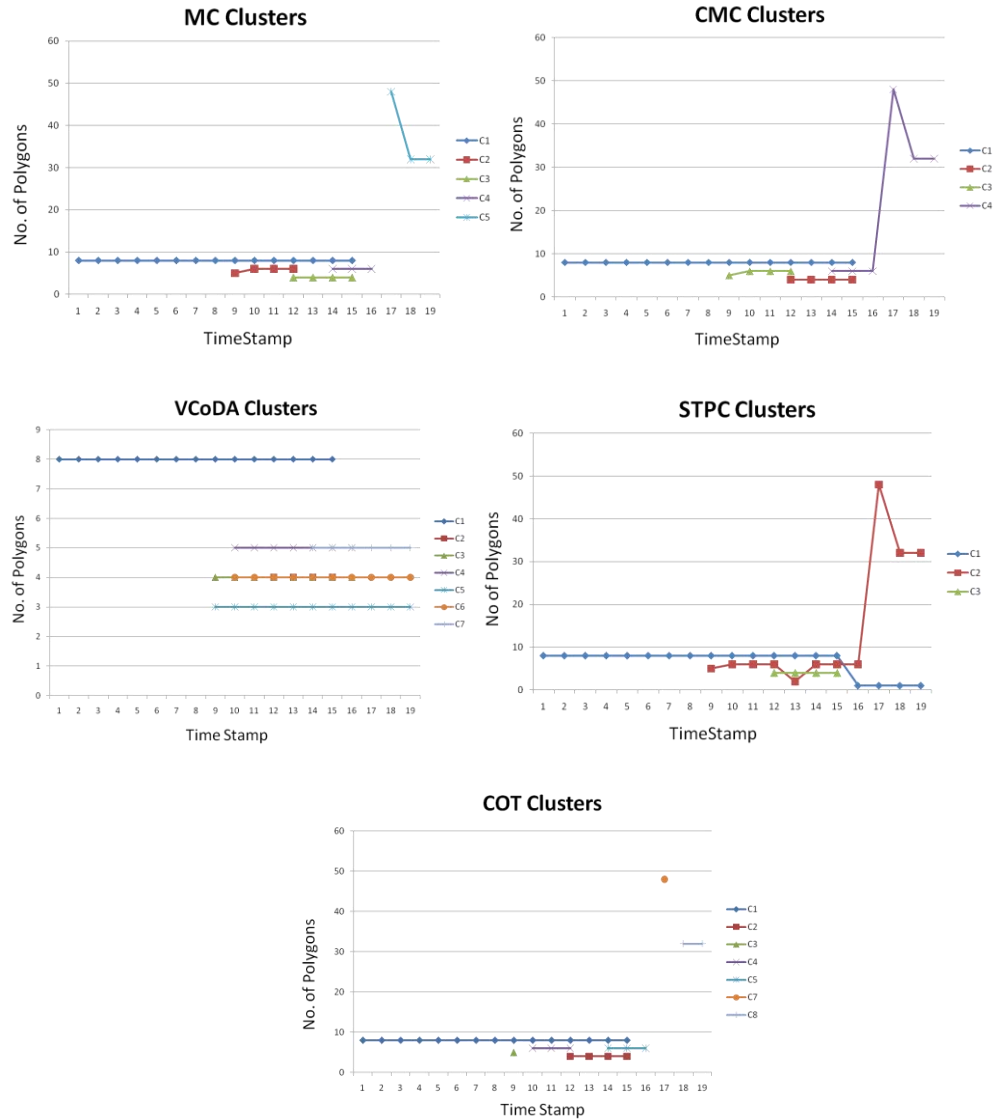 MC Clusters
60
50
40
30
20
10
0
No. of Polygons
1 2 3 4 5 6 7 8 9 10 11 12 13 14 15 16 17 18 19
TimeStamp
C1
C2
C3
C4
C5
CMC Clusters
60
50
40
30
20
10
0
No. of Polygons
1 2 3 4 5 6 7 8 9 10 11 12 13 14 15 16 17 18 19
TimeStamp
C1
C2
C3
C4
VCoDA Clusters
9
8
7
6
5
4
3
2
1
0
No. of Polygons
1 2 3 4 5 6 7 8 9 10 11 12 13 14 15 16 17 18 19
Time Stamp
C1
C2
C3
C4
C5
C6
C7
STPC Clusters
60
50
40
30
20
10
0
No of Polygons
1 2 3 4 5 6 7 8 9 10 11 12 13 14 15 16 17 18 19
TimeStamp
C1
C2
C3
COT Clusters
60
50
40
30
20
10
0
No. of Polygons
1 2 3 4 5 6 7 8 9 10 11 12 13 14 15 16 17 18 19
Time Stamp
C1
C2
C3
C4
C5
C7
C8